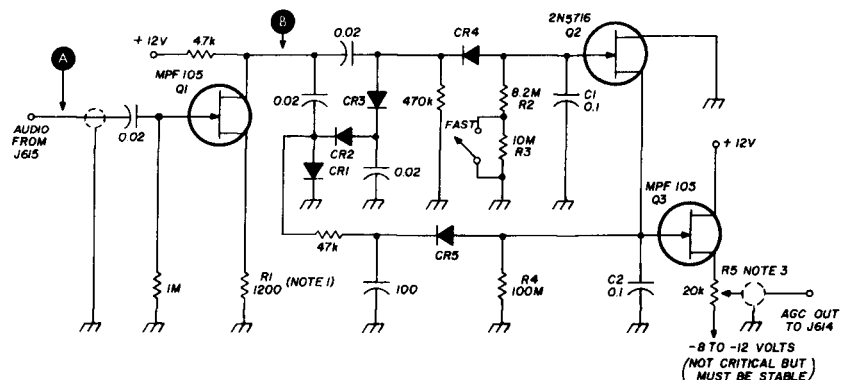 A
B
+12V
47k
MPF 105
Q1
AUDIO
FROM
J615
0.02
1M
R1
1200 (NOTE 1)
0.02
0.02
CR3
CR2
CR1
0.02
47k
100
CR4
470k
FAST
8.2M
R2
10M
R3
C1
0.1
2N5716
Q2
CR5
R4
100M
C2
0.1
+12V
MPF 105
Q3
R5 NOTE 3
20k
AGC OUT
TO J614
-8 TO -12 VOLTS
(NOT CRITICAL BUT
MUST BE STABLE)